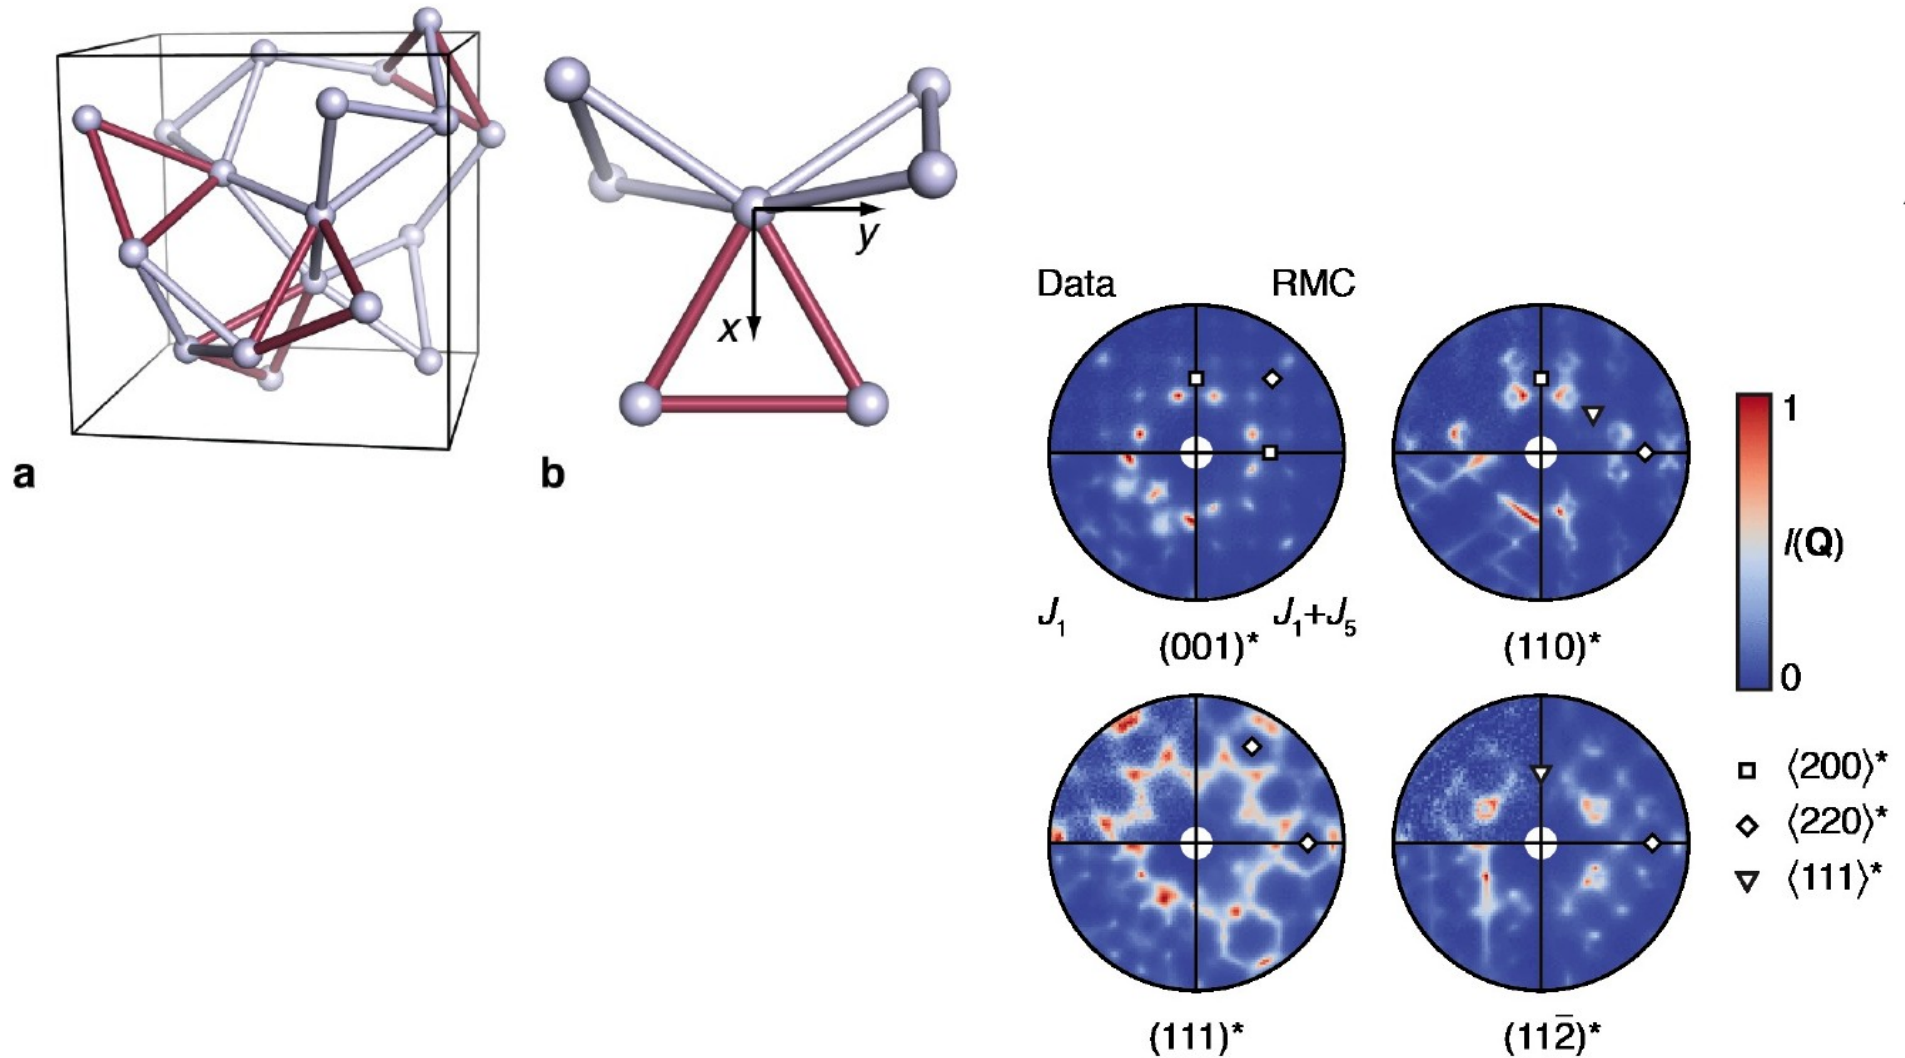 a
b
y
x
Data
RMC
J₁
J₁+J₅
(001)*
(110)*
1
I(Q)
0
⟨200⟩*
⟨220⟩*
⟨111⟩*
(111)*
(112̅)*